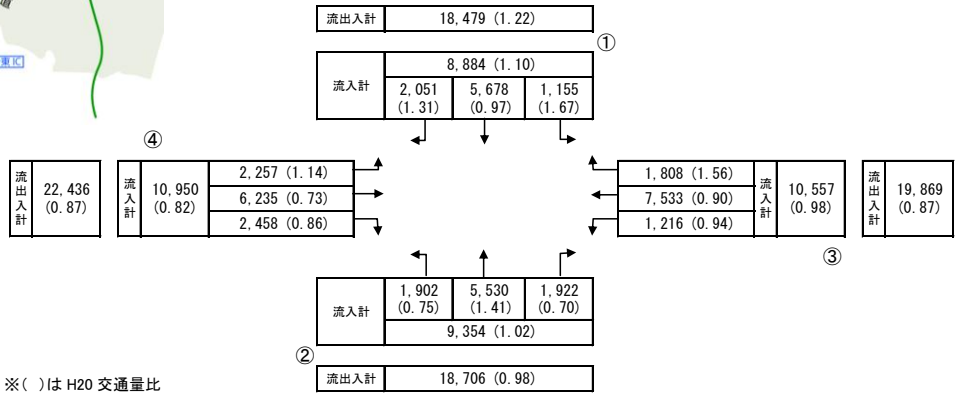 流出入計 18,479 (1.22)
①
流入計 8,884 (1.10)
2,051 5,678 1,155
(1.31) (0.97) (1.67)
東IC
④
流出入計 22,436 (0.87)
流入計 10,950 (0.82)
2,257 (1.14)
6,235 (0.73)
2,458 (0.86)
1,808 (1.56)
7,533 (0.90)
1,216 (0.94)
流入計 10,557 (0.98)
流出入計 19,869 (0.87)
③
流入計
1,902 5,530 1,922
(0.75) (1.41) (0.70)
9,354 (1.02)
②
流出入計 18,706 (0.98)
※( )は H20 交通量比